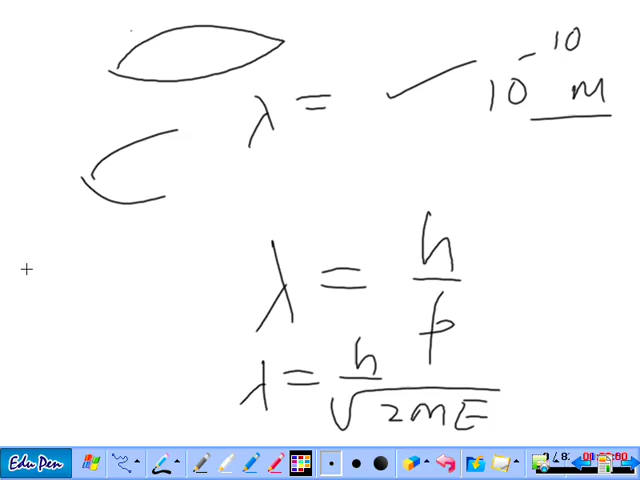 λ = 10⁻¹⁰ m
λ = h/p
λ = h/√2mE
Edu Pen